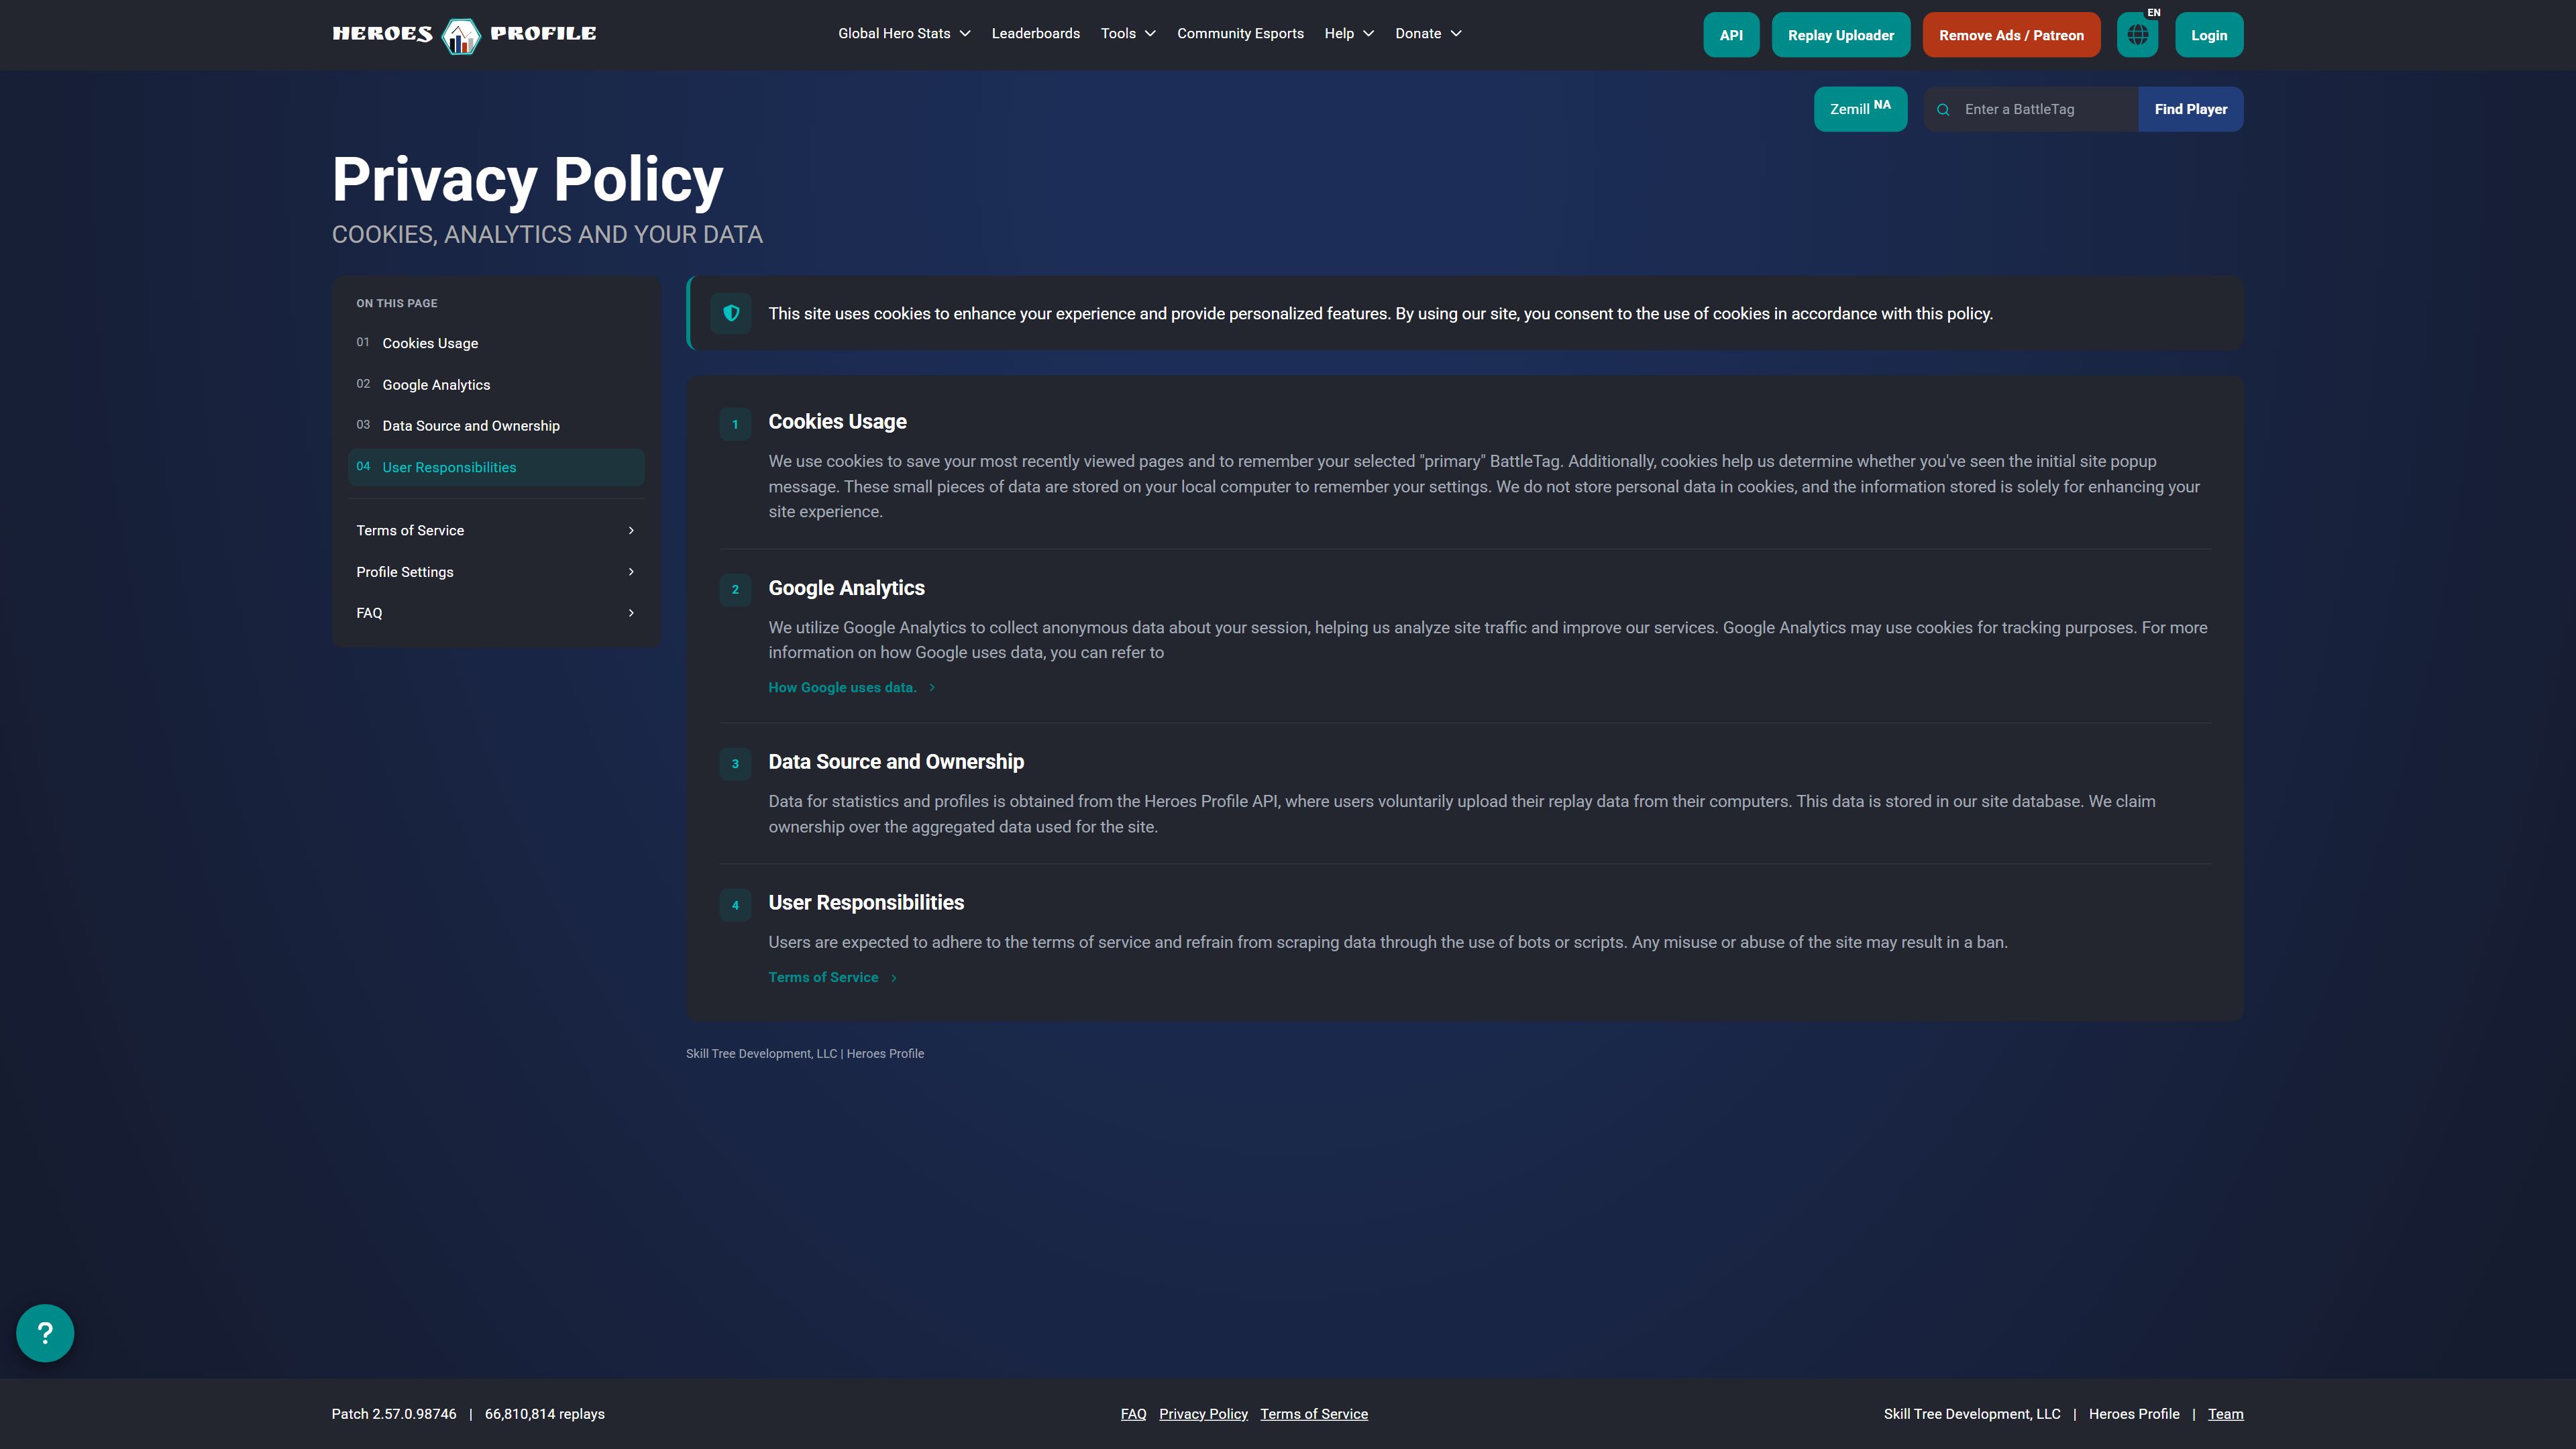 HEROES PROFILE
Global Hero Stats
Leaderboards
Tools
Community Esports
Help
Donate
API
Replay Uploader
Remove Ads / Patreon
EN
Login
Zemill NA
Enter a BattleTag
Find Player
Privacy Policy
COOKIES, ANALYTICS AND YOUR DATA
ON THIS PAGE
01 Cookies Usage
02 Google Analytics
03 Data Source and Ownership
04 User Responsibilities
Terms of Service
Profile Settings
FAQ
This site uses cookies to enhance your experience and provide personalized features. By using our site, you consent to the use of cookies in accordance with this policy.
1 Cookies Usage
We use cookies to save your most recently viewed pages and to remember your selected "primary" BattleTag. Additionally, cookies help us determine whether you've seen the initial site popup
message. These small pieces of data are stored on your local computer to remember your settings. We do not store personal data in cookies, and the information stored is solely for enhancing your
site experience.
2 Google Analytics
We utilize Google Analytics to collect anonymous data about your session, helping us analyze site traffic and improve our services. Google Analytics may use cookies for tracking purposes. For more
information on how Google uses data, you can refer to
How Google uses data.
3 Data Source and Ownership
Data for statistics and profiles is obtained from the Heroes Profile API, where users voluntarily upload their replay data from their computers. This data is stored in our site database. We claim
ownership over the aggregated data used for the site.
4 User Responsibilities
Users are expected to adhere to the terms of service and refrain from scraping data through the use of bots or scripts. Any misuse or abuse of the site may result in a ban.
Terms of Service
Skill Tree Development, LLC | Heroes Profile
?
Patch 2.57.0.98746 | 66,810,814 replays
FAQ Privacy Policy Terms of Service
Skill Tree Development, LLC | Heroes Profile | Team